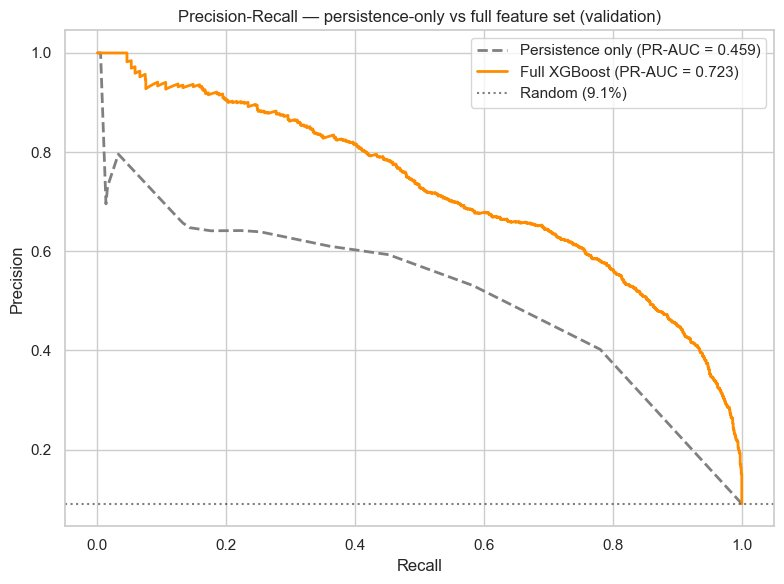 Precision-Recall — persistence-only vs full feature set (validation)
Persistence only (PR-AUC = 0.459)
Full XGBoost (PR-AUC = 0.723)
Random (9.1%)
Precision
1.0
0.8
0.6
0.4
0.2
0.0 0.2 0.4 0.6 0.8 1.0
Recall